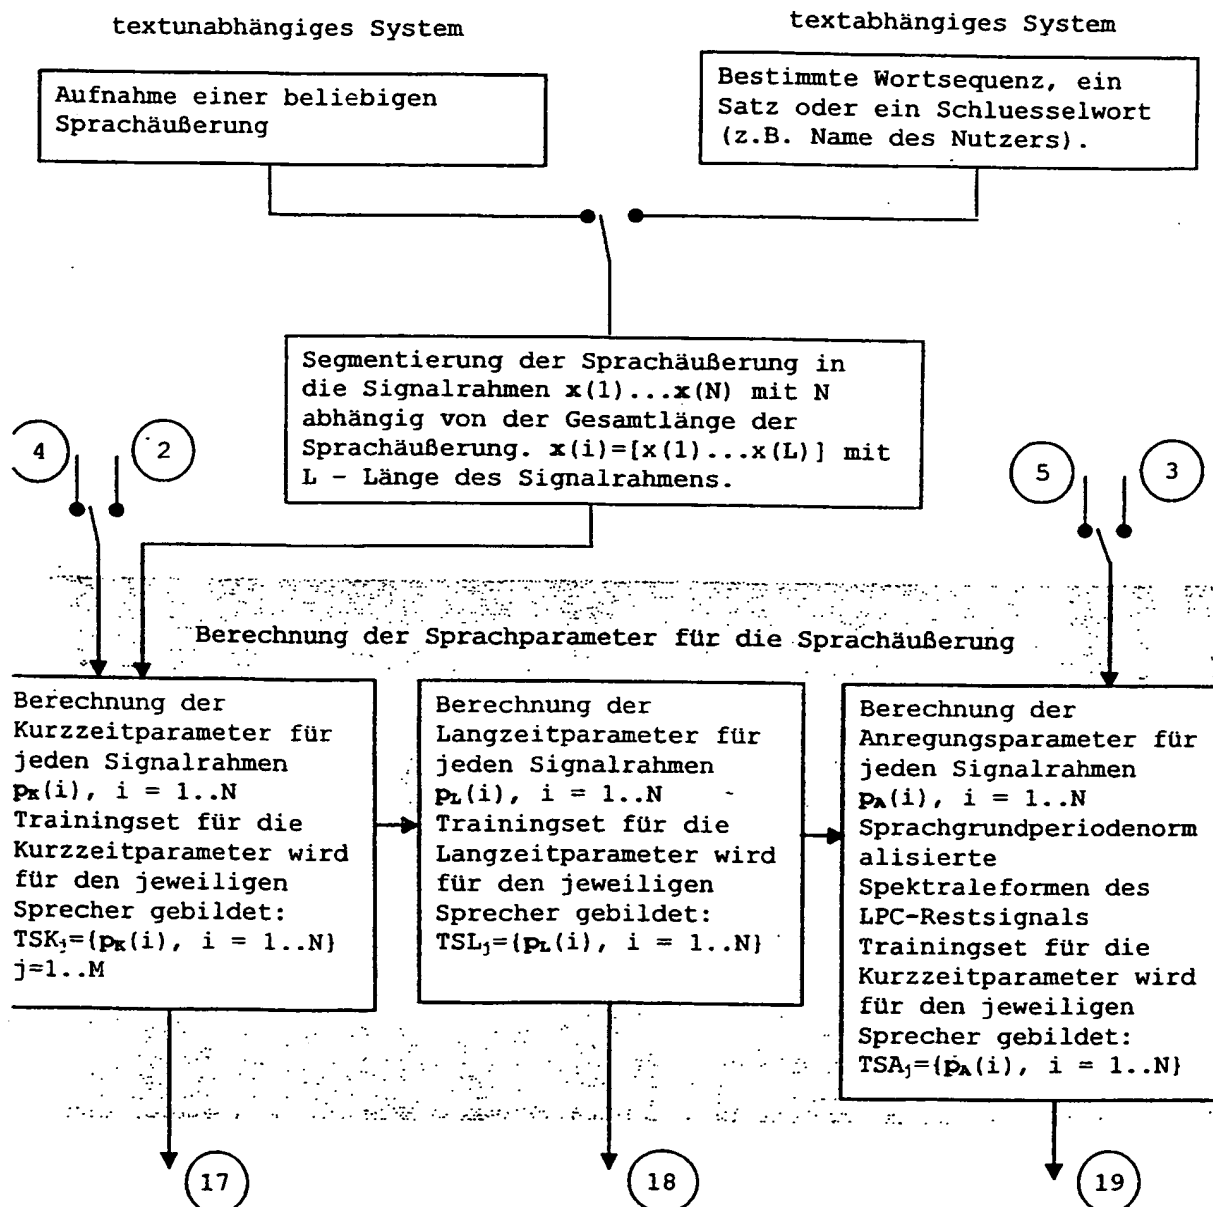 textunabhängiges System
textabhängiges System
Aufnahme einer beliebigen
Sprachäußerung
Bestimmte Wortsequenz, ein
Satz oder ein Schluesselwort
(z.B. Name des Nutzers).
Segmentierung der Sprachäußerung in
die Signalrahmen x(1)...x(N) mit N
abhängig von der Gesamtlänge der
Sprachäußerung. x(i)=[x(1)...x(L)] mit
L - Länge des Signalrahmens.
4
2
5
3
Berechnung der Sprachparameter für die Sprachäußerung
Berechnung der
Kurzzeitparameter für
jeden Signalrahmen
pK(i), i = 1..N
Trainingset für die
Kurzzeitparameter wird
für den jeweiligen
Sprecher gebildet:
TSKj={pK(i), i = 1..N}
j=1..M
Berechnung der
Langzeitparameter für
jeden Signalrahmen
pL(i), i = 1..N
Trainingset für die
Langzeitparameter wird
für den jeweiligen
Sprecher gebildet:
TSLj={pL(i), i = 1..N}
Berechnung der
Anregungsparameter für
jeden Signalrahmen
pA(i), i = 1..N
Sprachgrundperiodenorm
alisierte
Spektraleformen des
LPC-Restsignals
Trainingset für die
Kurzzeitparameter wird
für den jeweiligen
Sprecher gebildet:
TSAj={pA(i), i = 1..N}
17
18
19